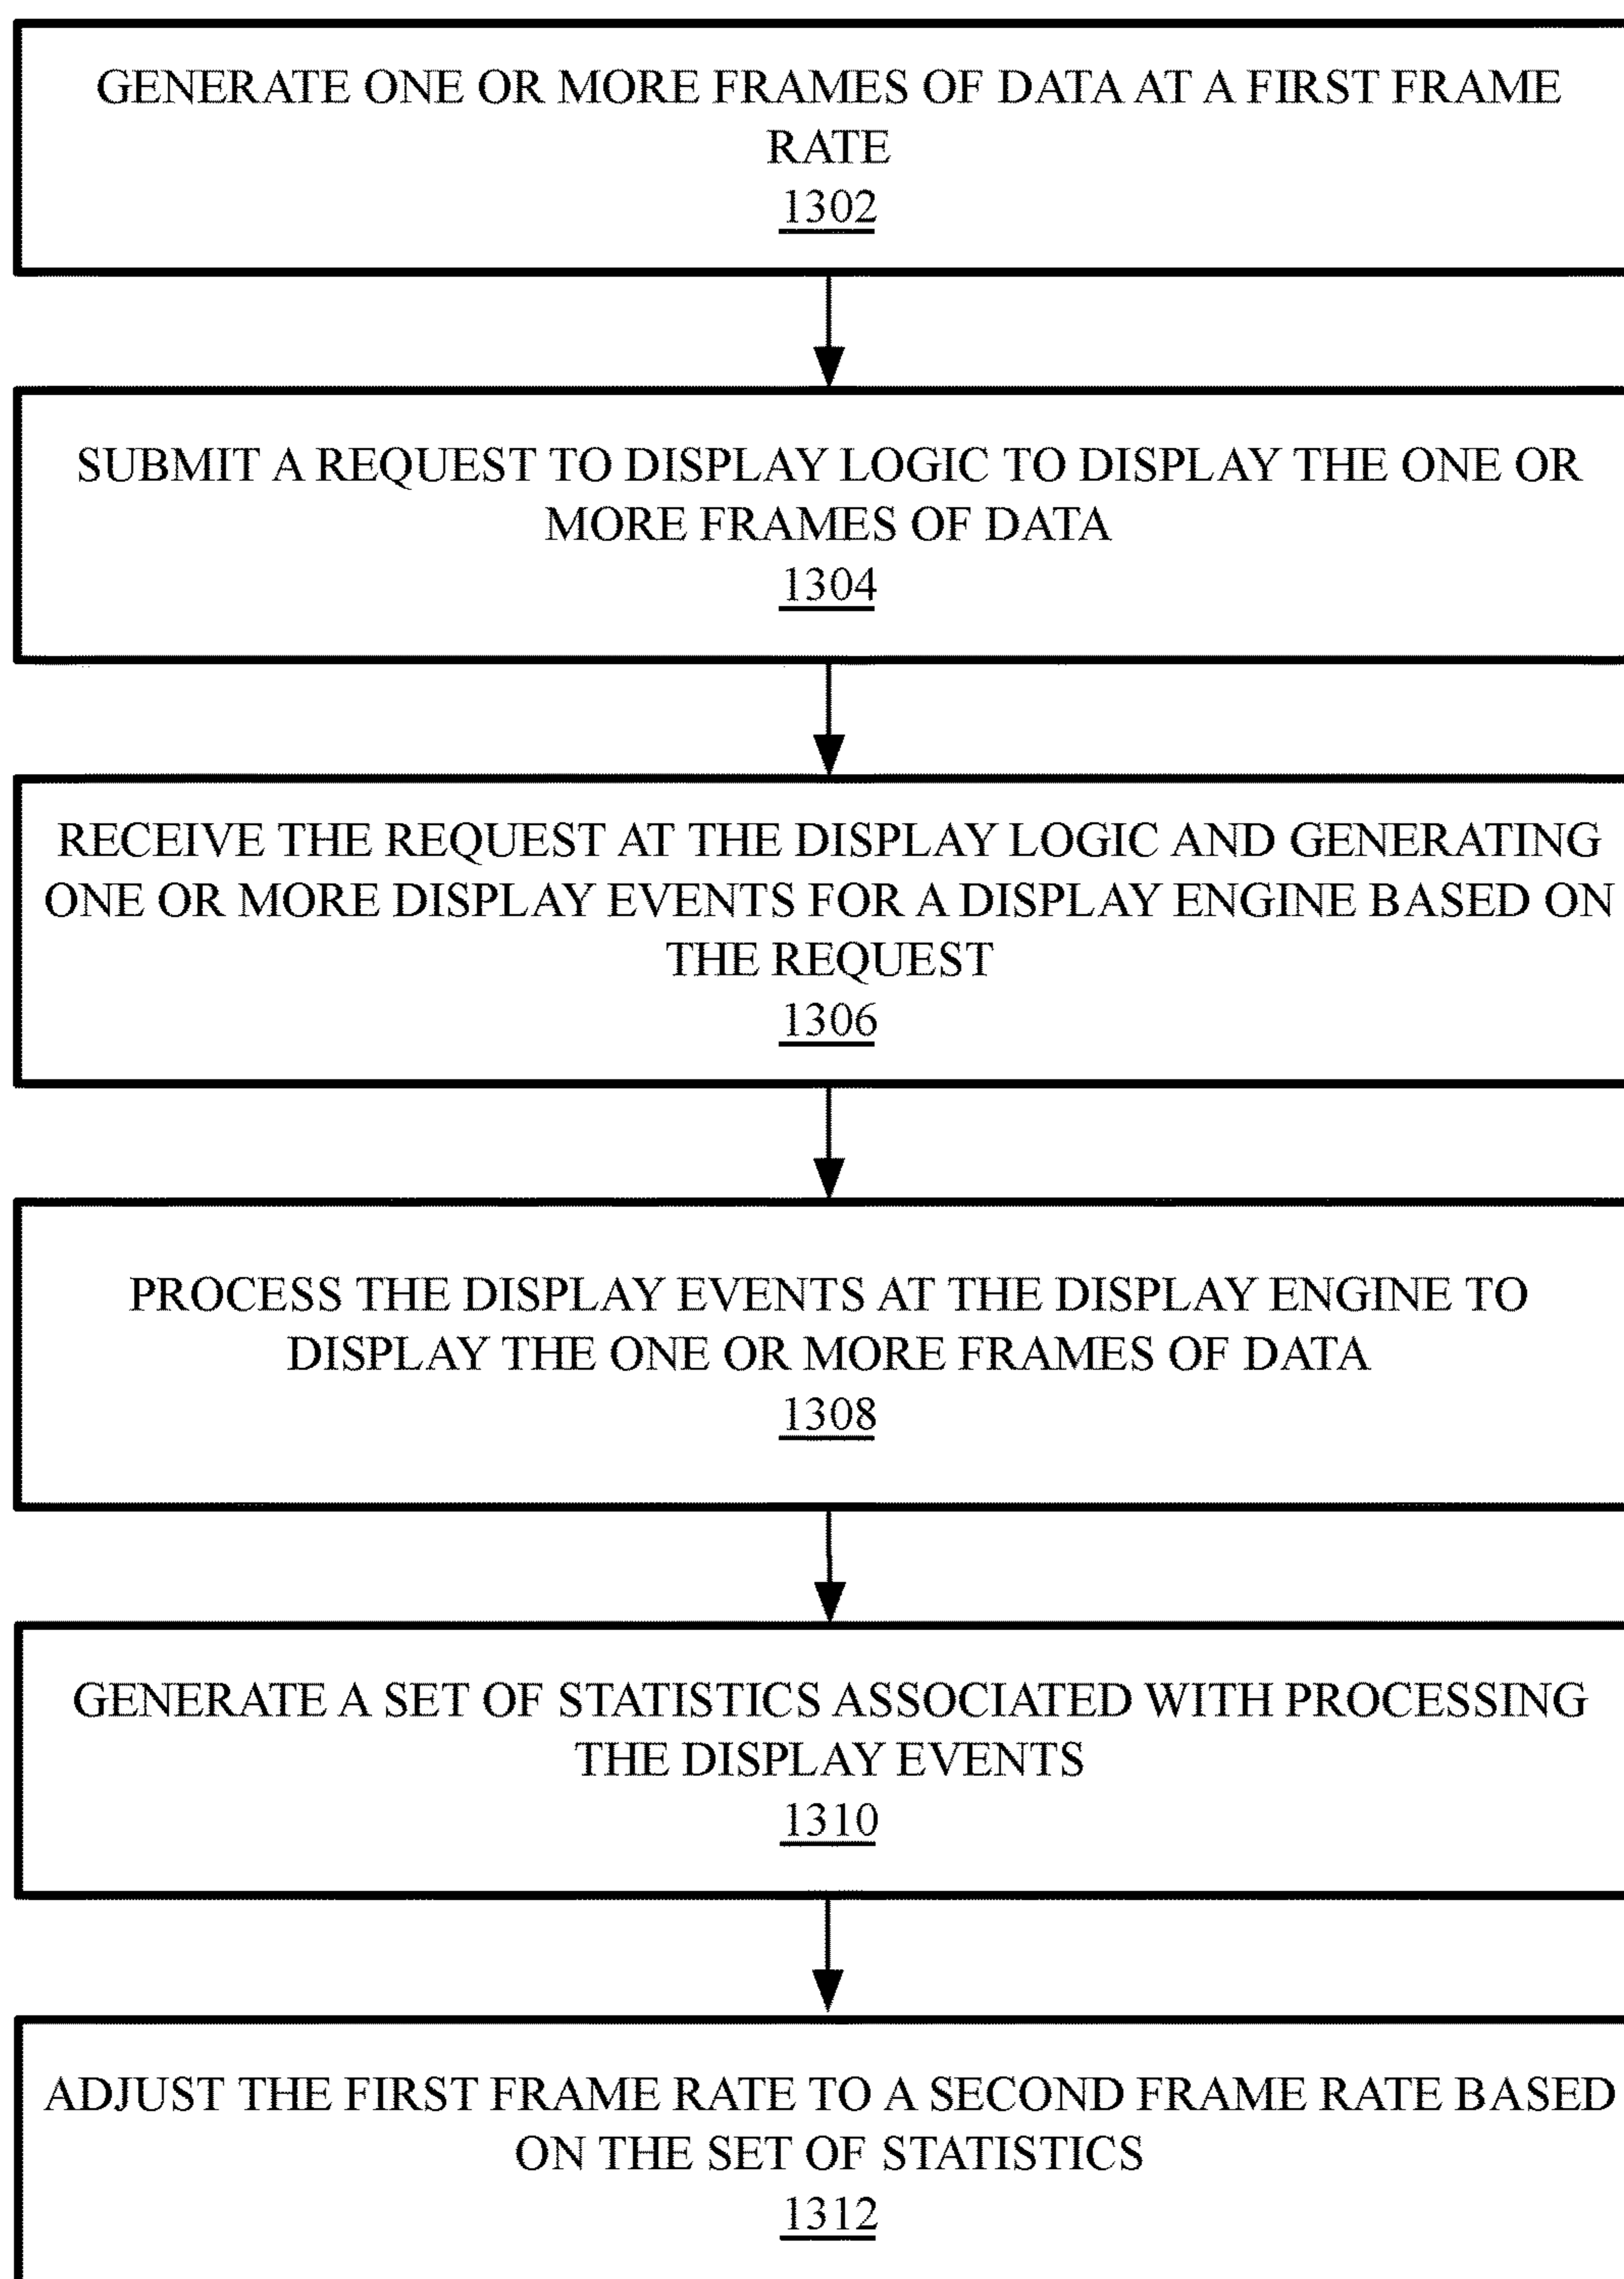 GENERATE ONE OR MORE FRAMES OF DATA AT A FIRST FRAME
RATE
1302
SUBMIT A REQUEST TO DISPLAY LOGIC TO DISPLAY THE ONE OR
MORE FRAMES OF DATA
1304
RECEIVE THE REQUEST AT THE DISPLAY LOGIC AND GENERATING
ONE OR MORE DISPLAY EVENTS FOR A DISPLAY ENGINE BASED ON
THE REQUEST
1306
PROCESS THE DISPLAY EVENTS AT THE DISPLAY ENGINE TO
DISPLAY THE ONE OR MORE FRAMES OF DATA
1308
GENERATE A SET OF STATISTICS ASSOCIATED WITH PROCESSING
THE DISPLAY EVENTS
1310
ADJUST THE FIRST FRAME RATE TO A SECOND FRAME RATE BASED
ON THE SET OF STATISTICS
1312